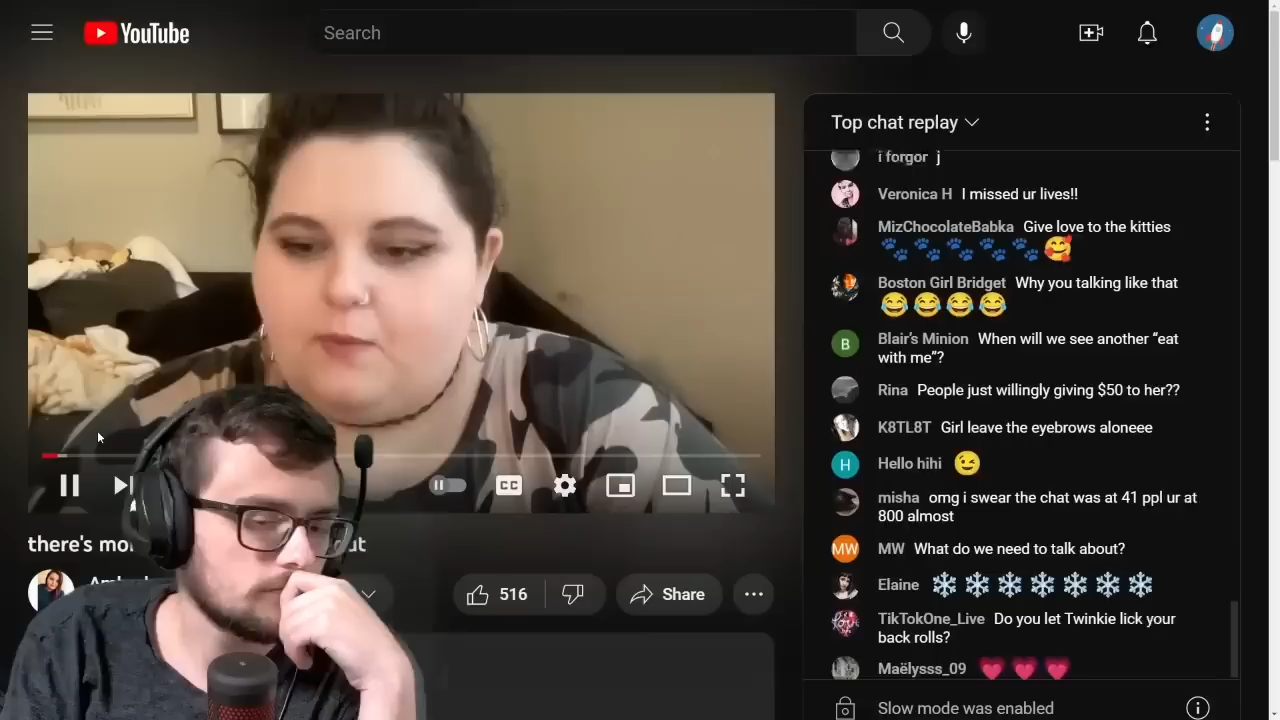 YouTube
Search
Top chat replay
i forgor j
Veronica H I missed ur lives!!
MizChocolateBabka Give love to the kitties
🐾🐾🐾🐾🐾🥰
Boston Girl Bridget Why you talking like that
😂😂😂😂
B
Blair's Minion When will we see another “eat
with me”?
Rina People just willingly giving $50 to her??
K8TL8T Girl leave the eyebrows aloneee
H
Hello hihi 😉
misha omg i swear the chat was at 41 ppl ur at
800 almost
MW
MW What do we need to talk about?
Elaine ❄️❄️❄️❄️❄️❄️❄️
TikTokOne_Live Do you let Twinkie lick your
back rolls?
Maëlysss_09 💗💗💗
Slow mode was enabled
CC
there's
516
Share